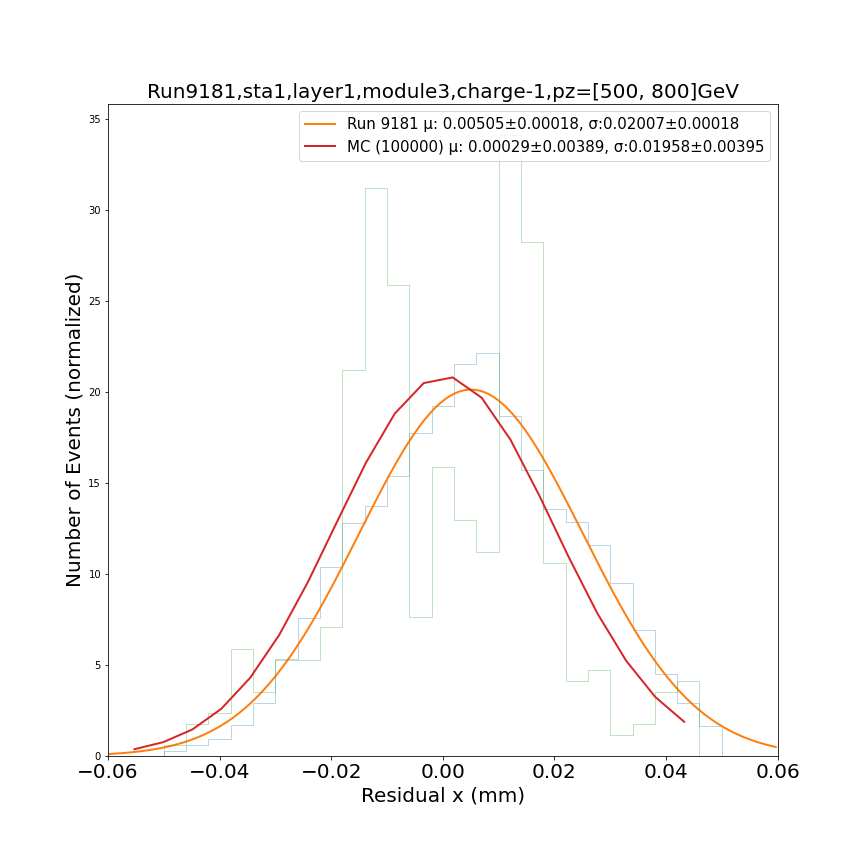 Run9181,sta1,layer1,module3,charge-1,pz=[500, 800]GeV
Run 9181 μ: 0.00505±0.00018, σ:0.02007±0.00018
MC (100000) μ: 0.00029±0.00389, σ:0.01958±0.00395
Number of Events (normalized)
35
30
25
20
15
10
5
0
−0.06 −0.04 −0.02 0.00 0.02 0.04 0.06
Residual x (mm)